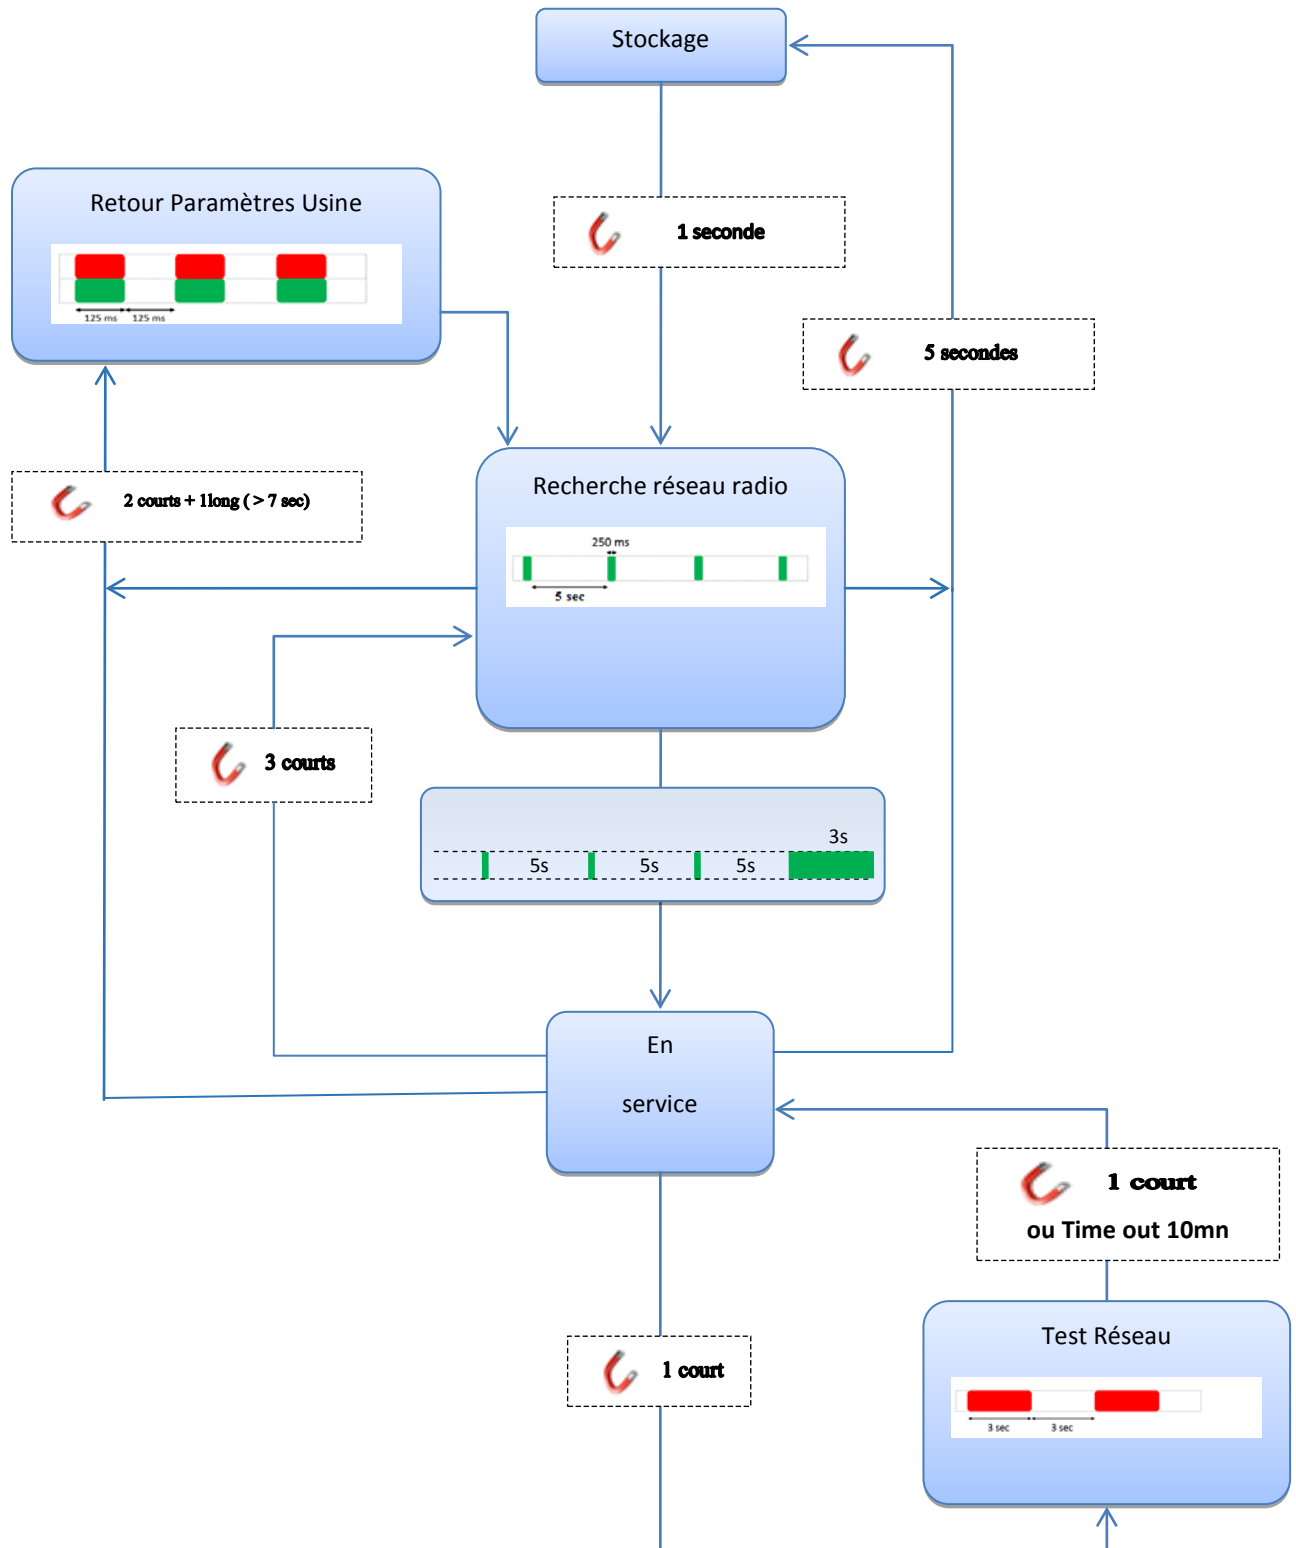 Stockage
1 seconde
Retour Paramètres Usine
125 ms
125 ms
5 secondes
2 courts + 1long ( > 7 sec)
Recherche réseau radio
250 ms
5 sec
3 courts
3s
5s
5s
5s
En
service
1 court
ou Time out 10mn
1 court
Test Réseau
3 sec
3 sec